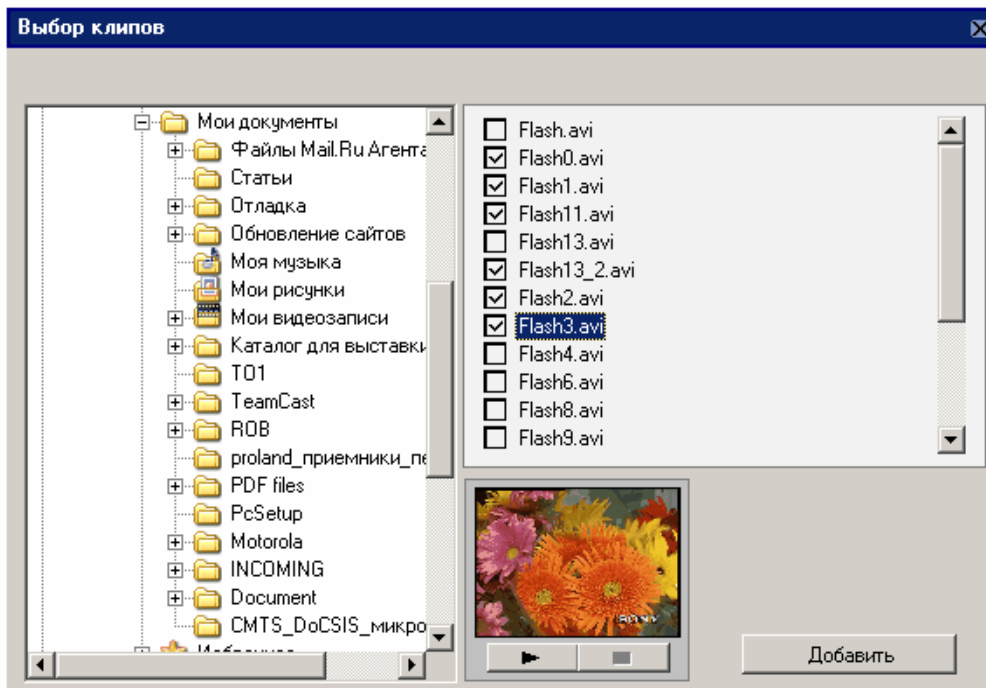 Выбор клипов
Мои документы
Файлы Mail.Ru Агента
Статьи
Отладка
Обновление сайтов
Моя музыка
Мои рисунки
Мои видеозаписи
Каталог для выставки
TO1
TeamCast
ROB
proland_приемники_пе
PDF files
PcSetup
Motorola
INCOMING
Document
CMTS_DoCSIS_микро
Избранное
Flash.avi
Flash0.avi
Flash1.avi
Flash11.avi
Flash13.avi
Flash13_2.avi
Flash2.avi
Flash3.avi
Flash4.avi
Flash6.avi
Flash8.avi
Flash9.avi
SONY
Добавить